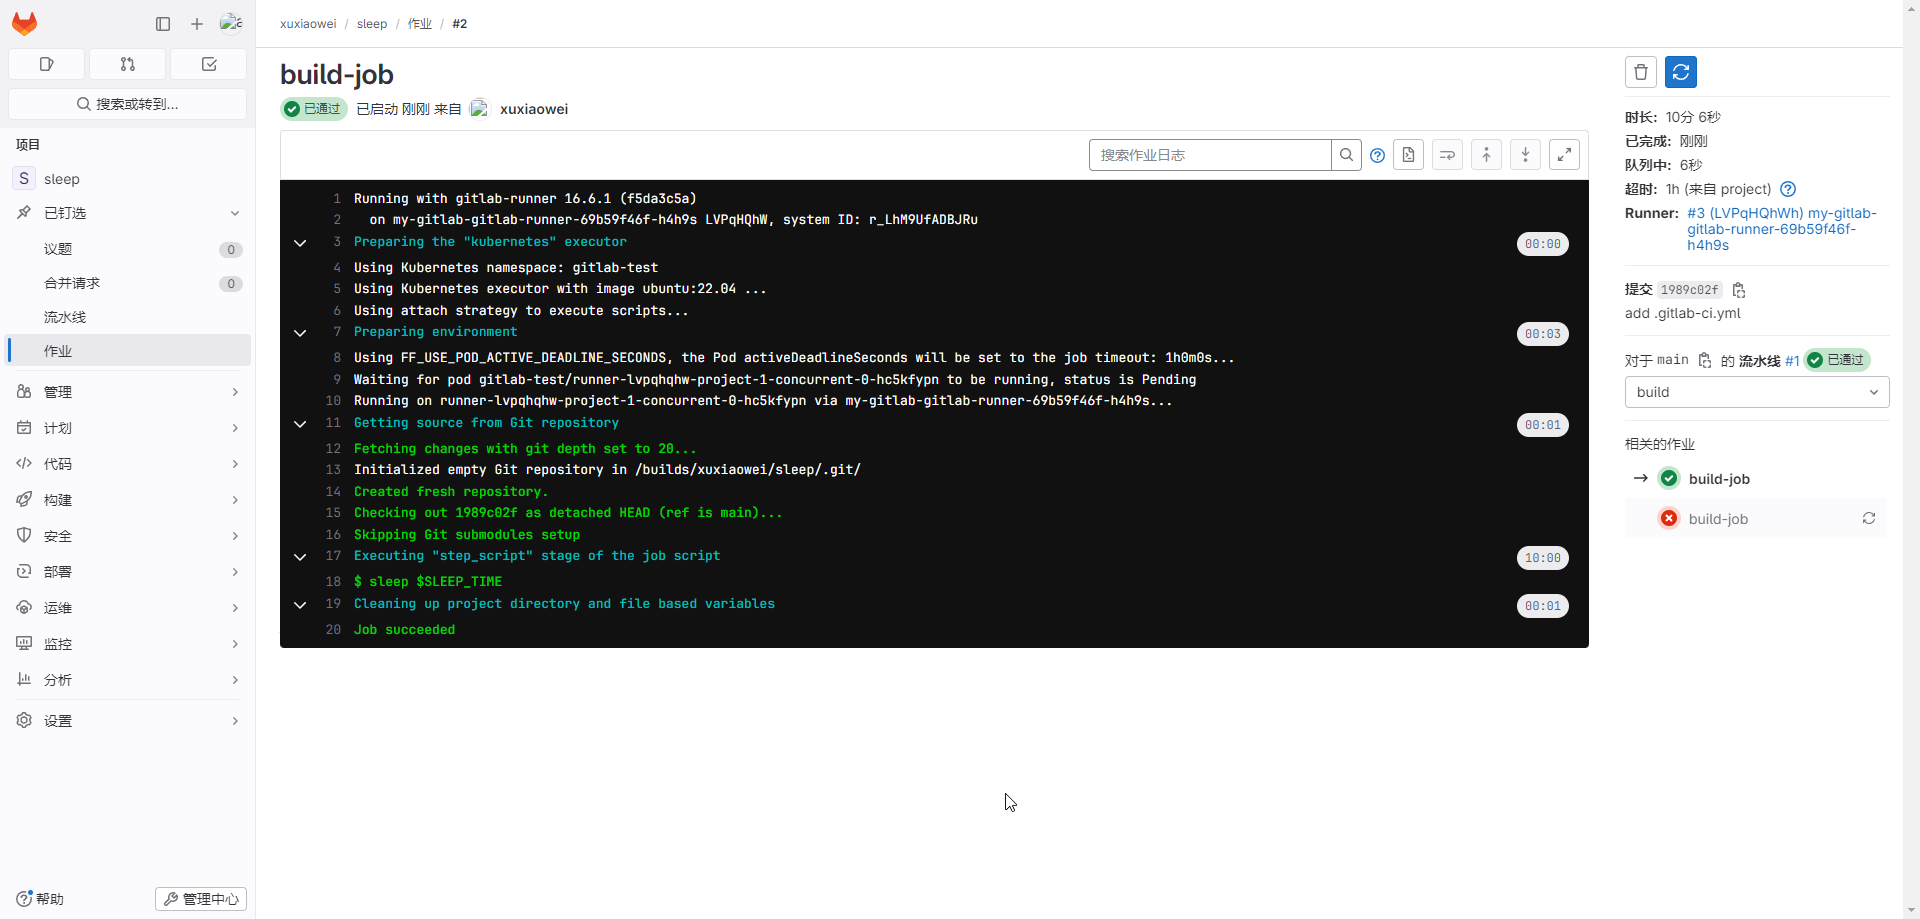 搜索或转到...
项目
S sleep
已钉选
议题 0
合并请求 0
流水线
作业
管理
计划
代码
构建
安全
部署
运维
监控
分析
设置
帮助
管理中心
xuxiaowei / sleep / 作业 / #2
build-job
已通过 已启动 刚刚 来自 xuxiaowei
搜索作业日志
1 Running with gitlab-runner 16.6.1 (f5da3c5a)
2 on my-gitlab-gitlab-runner-69b59f46f-h4h9s LVPqHQhW, system ID: r_LhM9UfADBJRu
3 Preparing the "kubernetes" executor 00:00
4 Using Kubernetes namespace: gitlab-test
5 Using Kubernetes executor with image ubuntu:22.04 ...
6 Using attach strategy to execute scripts...
7 Preparing environment 00:03
8 Using FF_USE_POD_ACTIVE_DEADLINE_SECONDS, the Pod activeDeadlineSeconds will be set to the job timeout: 1h0m0s...
9 Waiting for pod gitlab-test/runner-lvpqhqhw-project-1-concurrent-0-hc5kfypn to be running, status is Pending
10 Running on runner-lvpqhqhw-project-1-concurrent-0-hc5kfypn via my-gitlab-gitlab-runner-69b59f46f-h4h9s...
11 Getting source from Git repository 00:01
12 Fetching changes with git depth set to 20...
13 Initialized empty Git repository in /builds/xuxiaowei/sleep/.git/
14 Created fresh repository.
15 Checking out 1989c02f as detached HEAD (ref is main)...
16 Skipping Git submodules setup
17 Executing "step_script" stage of the job script 10:00
18 $ sleep $SLEEP_TIME
19 Cleaning up project directory and file based variables 00:01
20 Job succeeded
时长: 10分 6秒
已完成: 刚刚
队列中: 6秒
超时: 1h (来自 project)
Runner: #3 (LVPqHQhWh) my-gitlab-
gitlab-runner-69b59f46f-
h4h9s
提交 1989c02f
add .gitlab-ci.yml
对于 main 的 流水线 #1 已通过
build
相关的作业
build-job
build-job